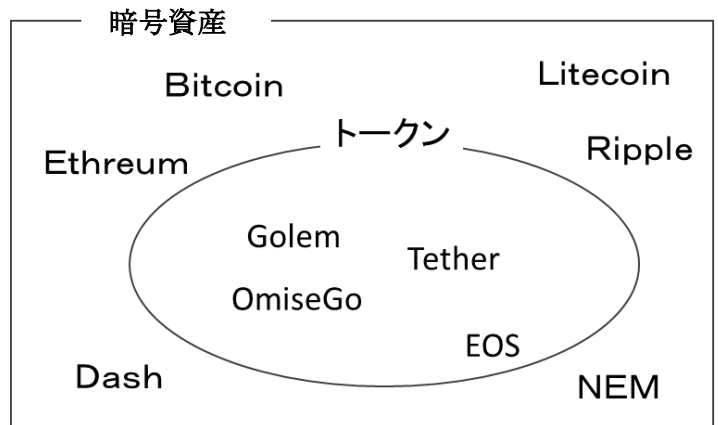 暗号資産
Bitcoin
Litecoin
トークン
Ethreum
Ripple
Golem
Tether
OmiseGo
EOS
Dash
NEM